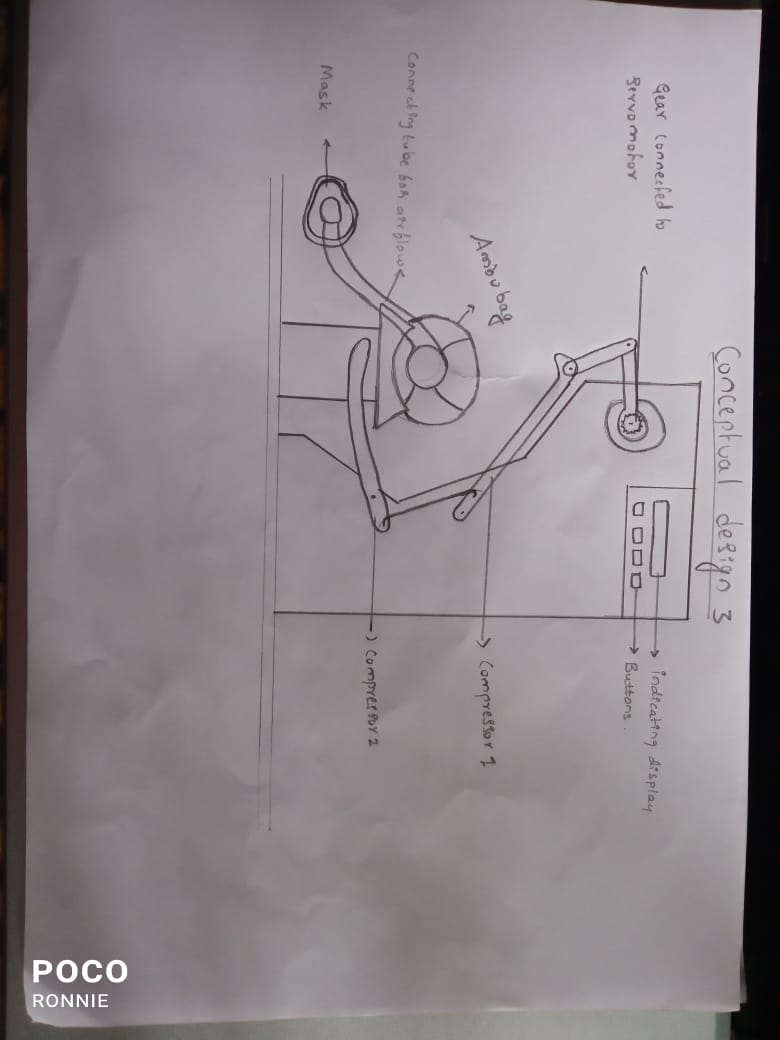 Conceptual design 3
Gear connected to
servomotor
indicating display
Buttons.
Ambu bag
Compressor 1
Connecting tube for airflow
Compressor 2
Mask
POCO
RONNIE